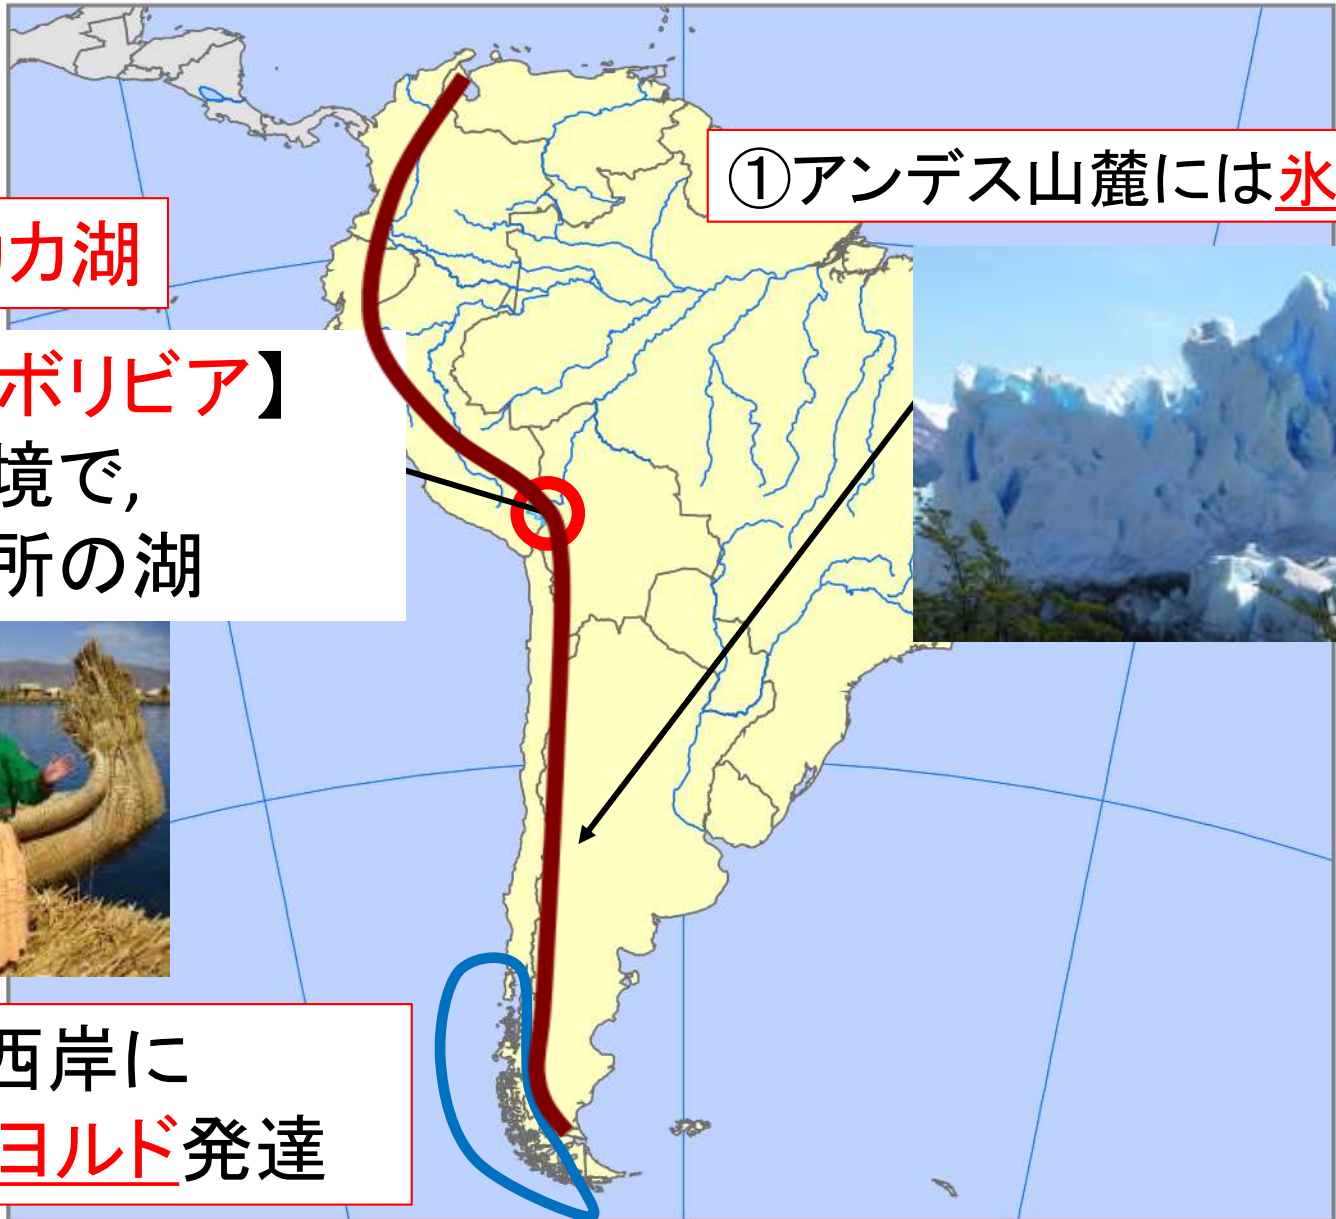 ①アンデス山麓には氷
カ湖
ボリビア】
境で,
所の湖
西岸に
ヨルド発達